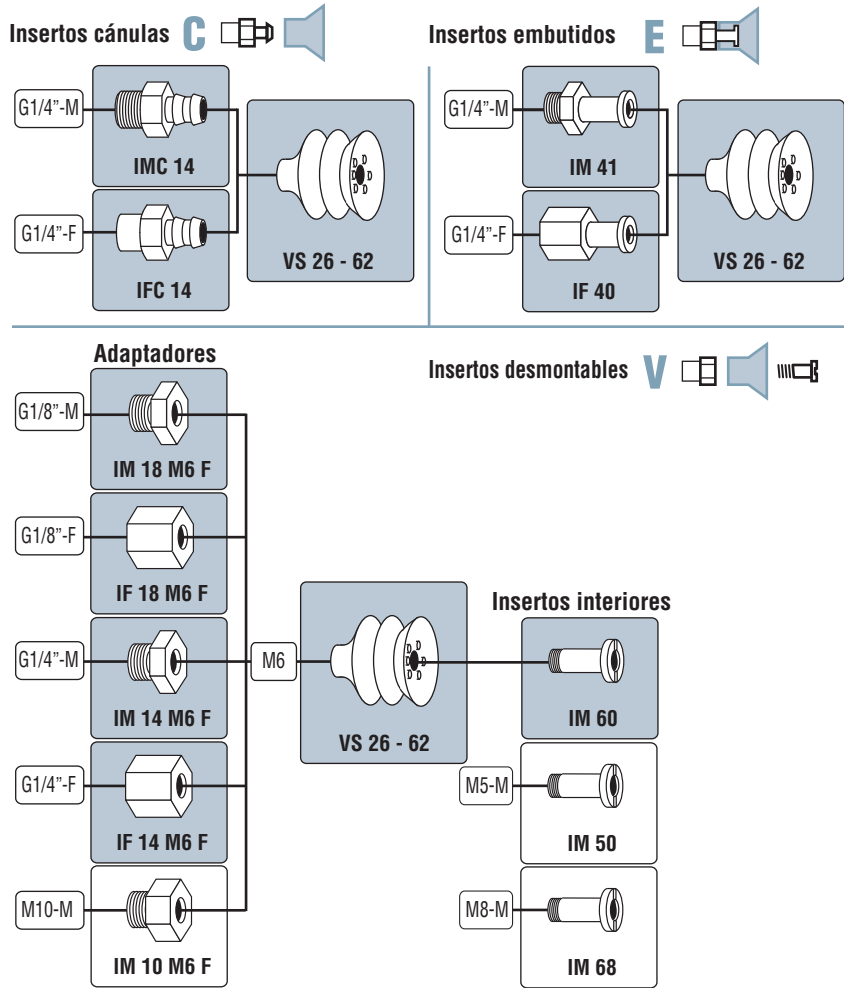 Insertos cánulas C
G1/4”-M
IMC 14
G1/4”-F
IFC 14
VS 26 - 62
Insertos embutidos E
G1/4”-M
IM 41
G1/4”-F
IF 40
VS 26 - 62
Adaptadores
Insertos desmontables V
G1/8”-M
IM 18 M6 F
G1/8”-F
IF 18 M6 F
G1/4”-M
IM 14 M6 F
G1/4”-F
IF 14 M6 F
M10-M
IM 10 M6 F
M6
VS 26 - 62
Insertos interiores
IM 60
M5-M
IM 50
M8-M
IM 68